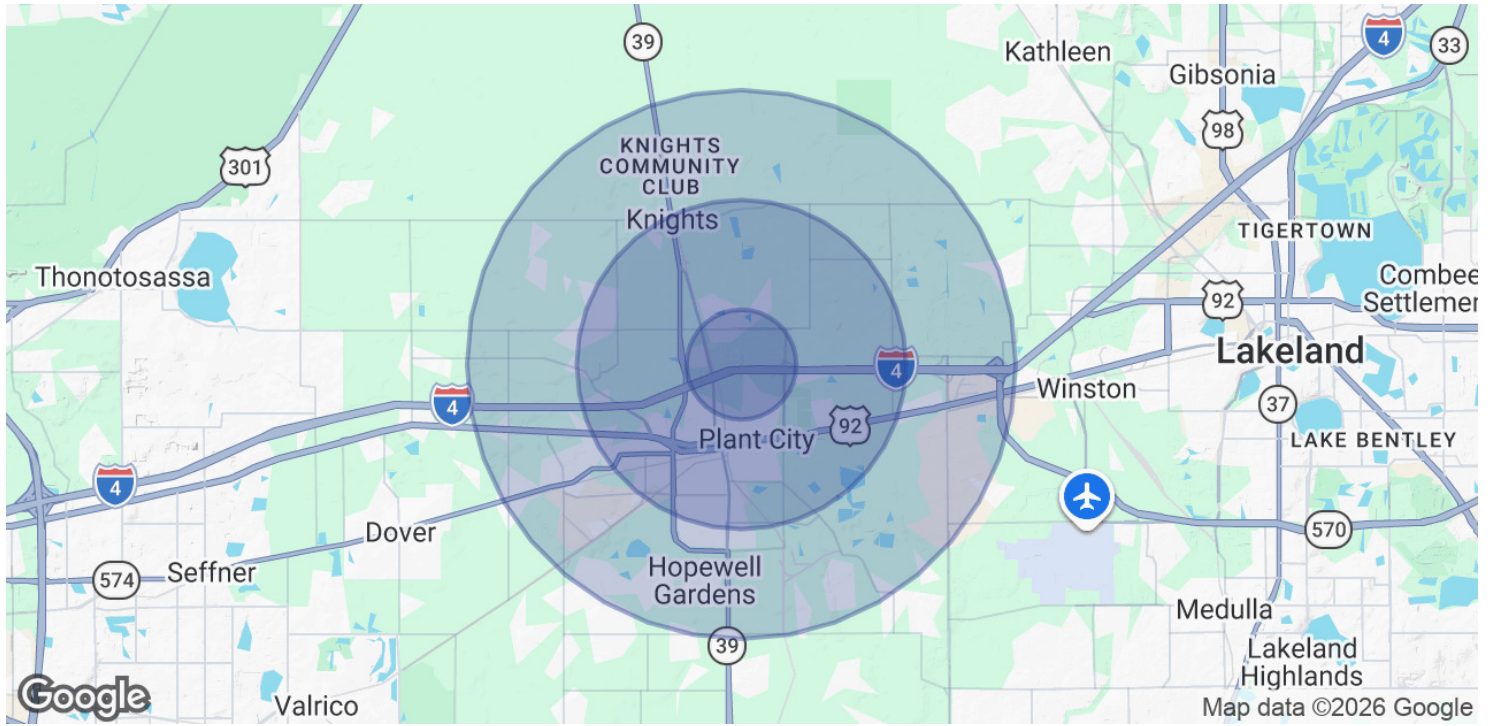 39
Kathleen
4
33
Gibsonia
98
KNIGHTS
COMMUNITY
CLUB
301
Knights
TIGERTOWN
Thonotosassa
Combee
Settlemen
92
Lakeland
4
Winston
4
37
92
Plant City
LAKE BENTLEY
4
Dover
570
574
Seffner
Hopewell
Gardens
Medulla
39
Lakeland
Highlands
Google
Valrico
Map data ©2026 Google